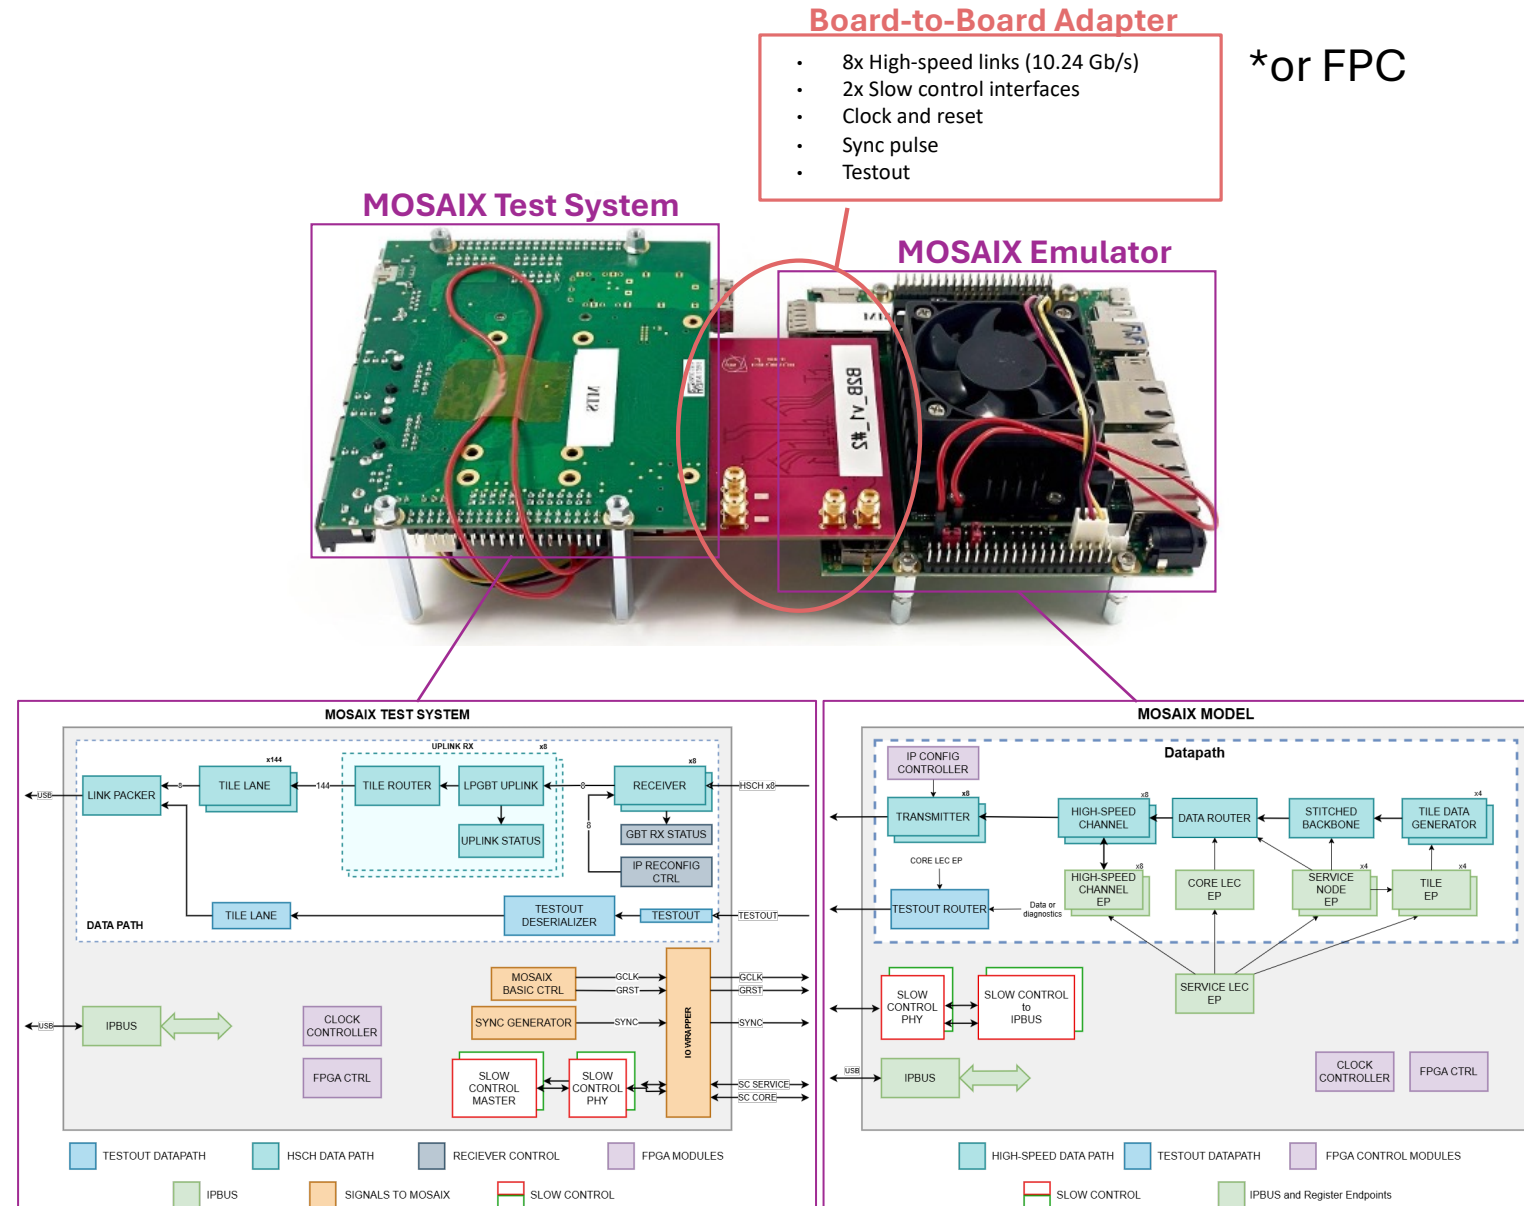 Board-to-Board Adapter
• 8x High-speed links (10.24 Gb/s)
• 2x Slow control interfaces
• Clock and reset
• Sync pulse
• Testout
*or FPC
MOSAIX Test System
MOSAIX Emulator
MTS
B2B_v1_#2
MOSAIX TEST SYSTEM
UPLINK RX
x8
x144
x8
LINK PACKER
8
TILE LANE
144
TILE ROUTER
LPGBT UPLINK
8
RECEIVER
HSCH x8
USB
UPLINK STATUS
8
GBT RX STATUS
IP RECONFIG
CTRL
TILE LANE
TESTOUT
DESERIALIZER
TESTOUT
TESTOUT
DATA PATH
MOSAIX
BASIC CTRL
GCLK
GRST
IO WRAPPER
GCLK
GRST
USB
IPBUS
CLOCK
CONTROLLER
SYNC GENERATOR
SYNC
SYNC
FPGA CTRL
SLOW
CONTROL
MASTER
SLOW
CONTROL
PHY
SC SERVICE
SC CORE
TESTOUT DATAPATH
HSCH DATA PATH
RECIEVER CONTROL
FPGA MODULES
IPBUS
SIGNALS TO MOSAIX
SLOW CONTROL
MOSAIX MODEL
Datapath
IP CONFIG
CONTROLLER
x8
TRANSMITTER
x8
HIGH-SPEED
CHANNEL
DATA ROUTER
STITCHED
BACKBONE
x4
TILE DATA
GENERATOR
CORE LEC EP
x8
HIGH-SPEED
CHANNEL
EP
CORE LEC
EP
x4
SERVICE
NODE
EP
x4
TILE
EP
TESTOUT ROUTER
Data or
diagnostics
SERVICE LEC
EP
SLOW
CONTROL
PHY
SLOW CONTROL
to
IPBUS
USB
IPBUS
CLOCK
CONTROLLER
FPGA CTRL
HIGH-SPEED DATA PATH
TESTOUT DATAPATH
FPGA CONTROL MODULES
SLOW CONTROL
IPBUS and Register Endpoints